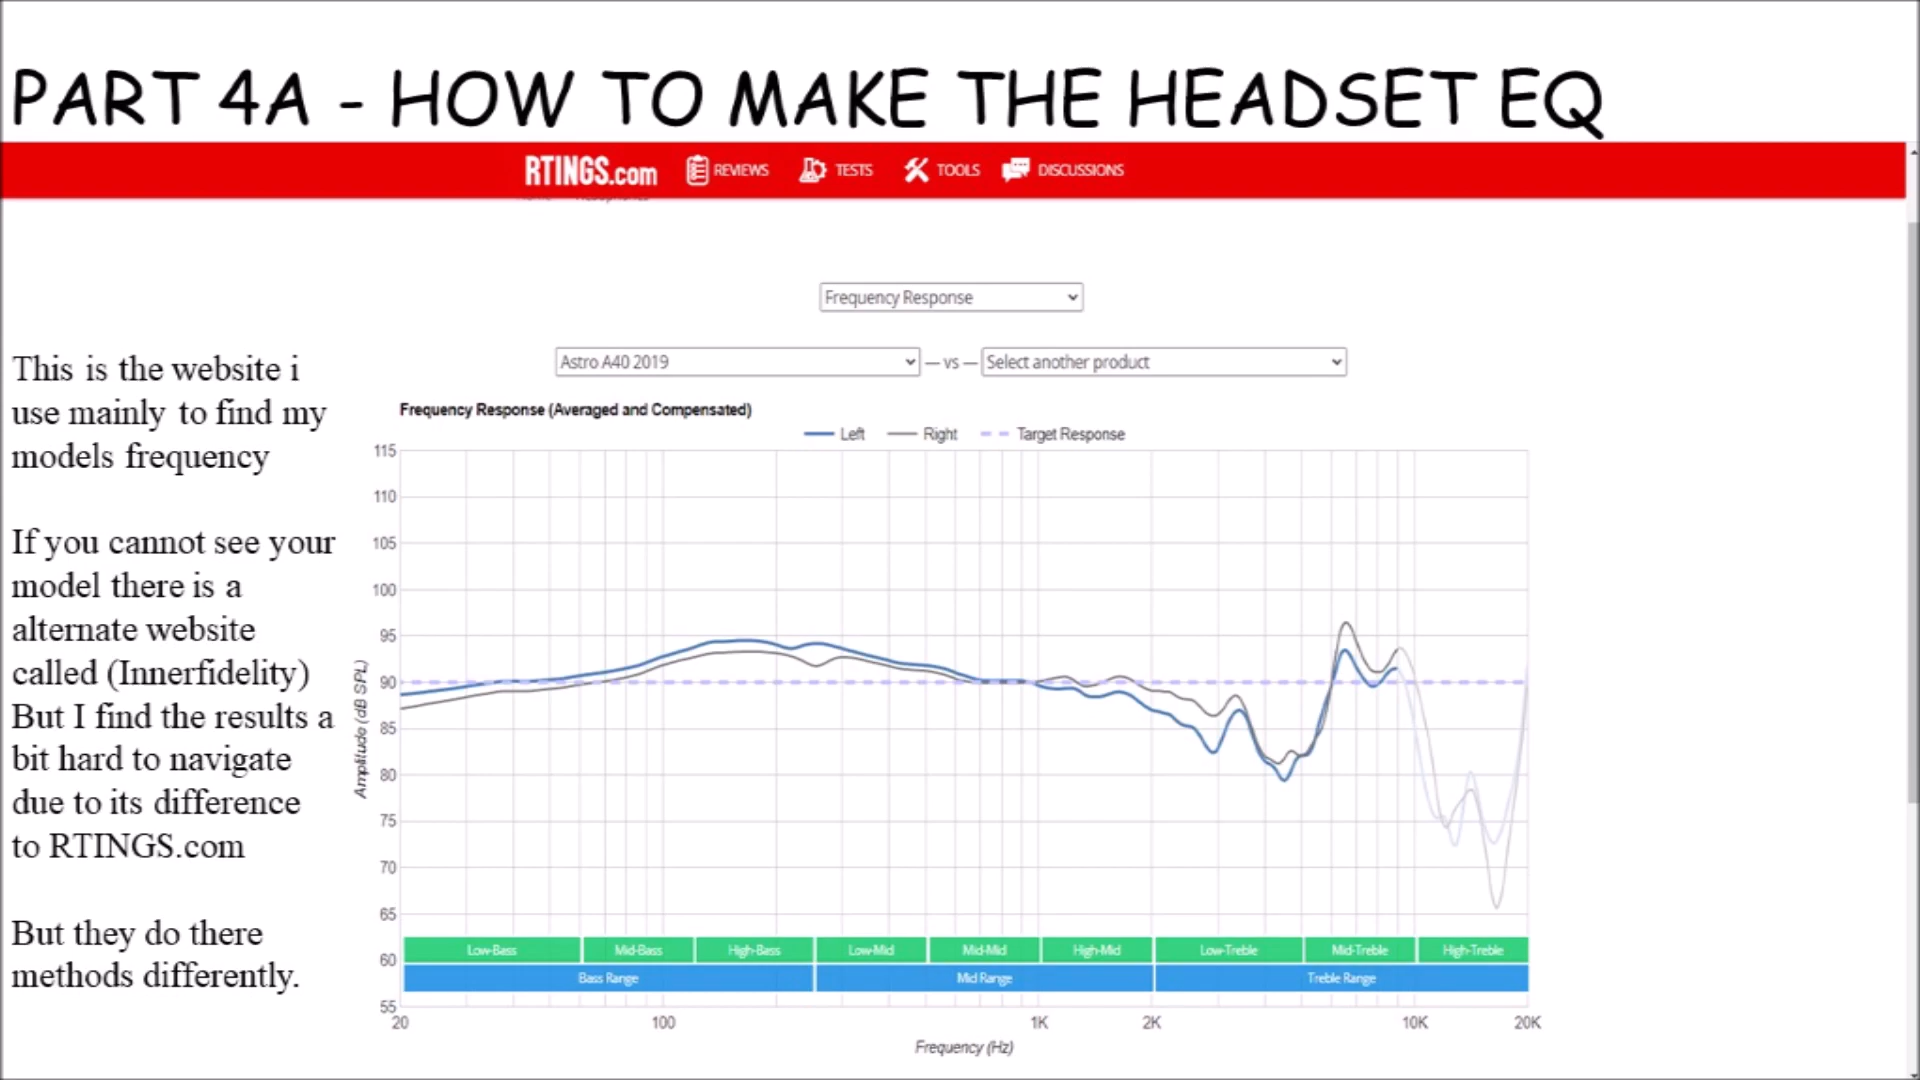 PART 4A - HOW TO MAKE THE HEADSET EQ
RTINGS.com REVIEWS TESTS TOOLS DISCUSSIONS
Frequency Response
Astro A40 2019 — vs — Select another product
This is the website i
use mainly to find my
models frequency
If you cannot see your
model there is a
alternate website
called (Innerfidelity)
But I find the results a
bit hard to navigate
due to its difference
to RTINGS.com
But they do there
methods differently.
Frequency Response (Averaged and Compensated)
Left Right Target Response
115
110
105
100
95
90
85
80
75
70
65
60
55
Amplitude (dB SPL)
Low-Bass Mid-Bass High-Bass Low-Mid Mid-Mid High-Mid Low-Treble Mid-Treble High-Treble
Bass Range Mid Range Treble Range
20 100 1K 2K 10K 20K
Frequency (Hz)